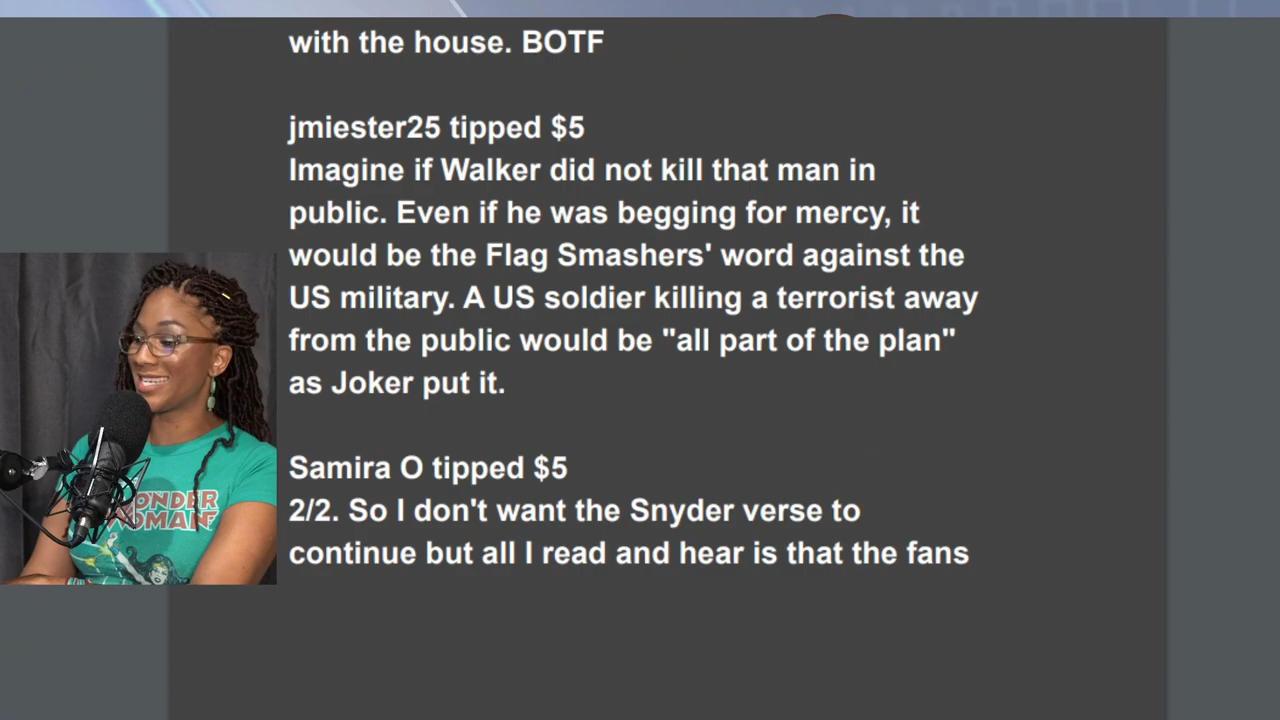 with the house. BOTF
jmiester25 tipped $5
Imagine if Walker did not kill that man in
public. Even if he was begging for mercy, it
would be the Flag Smashers' word against the
US military. A US soldier killing a terrorist away
from the public would be "all part of the plan"
as Joker put it.
Samira O tipped $5
2/2. So I don't want the Snyder verse to
continue but all I read and hear is that the fans
WONDER
WOMAN